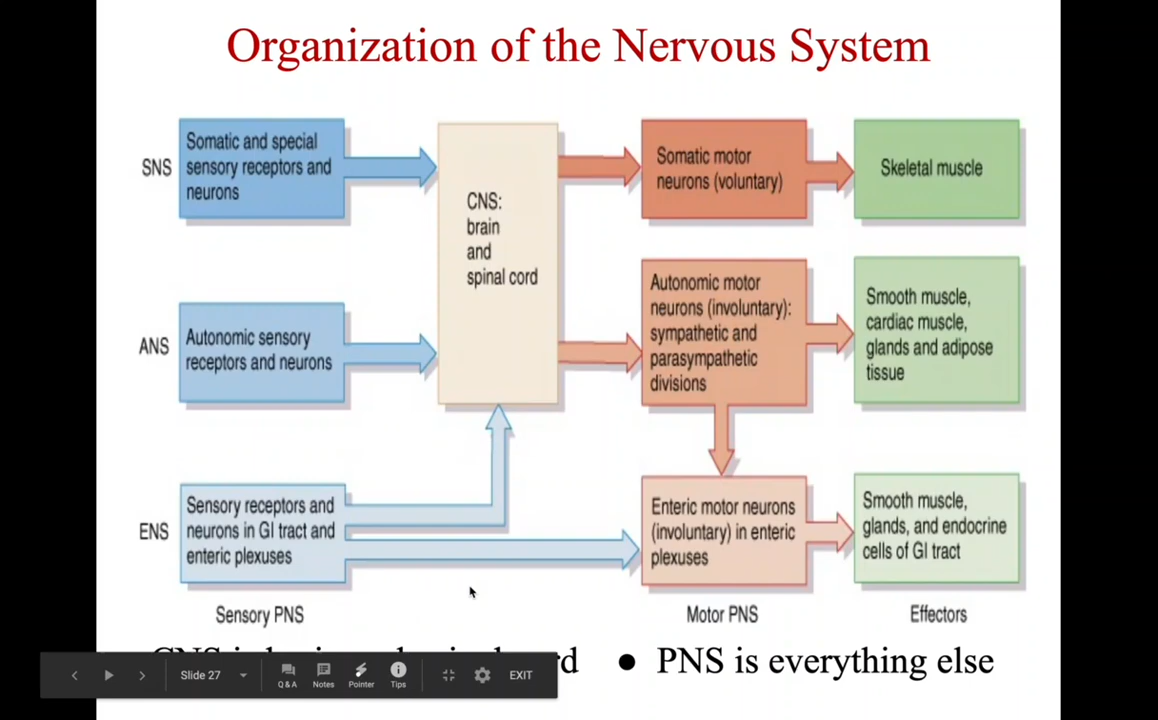 Organization of the Nervous System
SNS
Somatic and special
sensory receptors and
neurons
CNS:
brain
and
spinal cord
Somatic motor
neurons (voluntary)
Skeletal muscle
ANS
Autonomic sensory
receptors and neurons
Autonomic motor
neurons (involuntary):
sympathetic and
parasympathetic
divisions
Smooth muscle,
cardiac muscle,
glands and adipose
tissue
ENS
Sensory receptors and
neurons in GI tract and
enteric plexuses
Enteric motor neurons
(involuntary) in enteric
plexuses
Smooth muscle,
glands, and endocrine
cells of GI tract
Sensory PNS
Motor PNS
Effectors
● PNS is everything else
Slide 27
Q & A
Notes
Pointer
Tips
EXIT